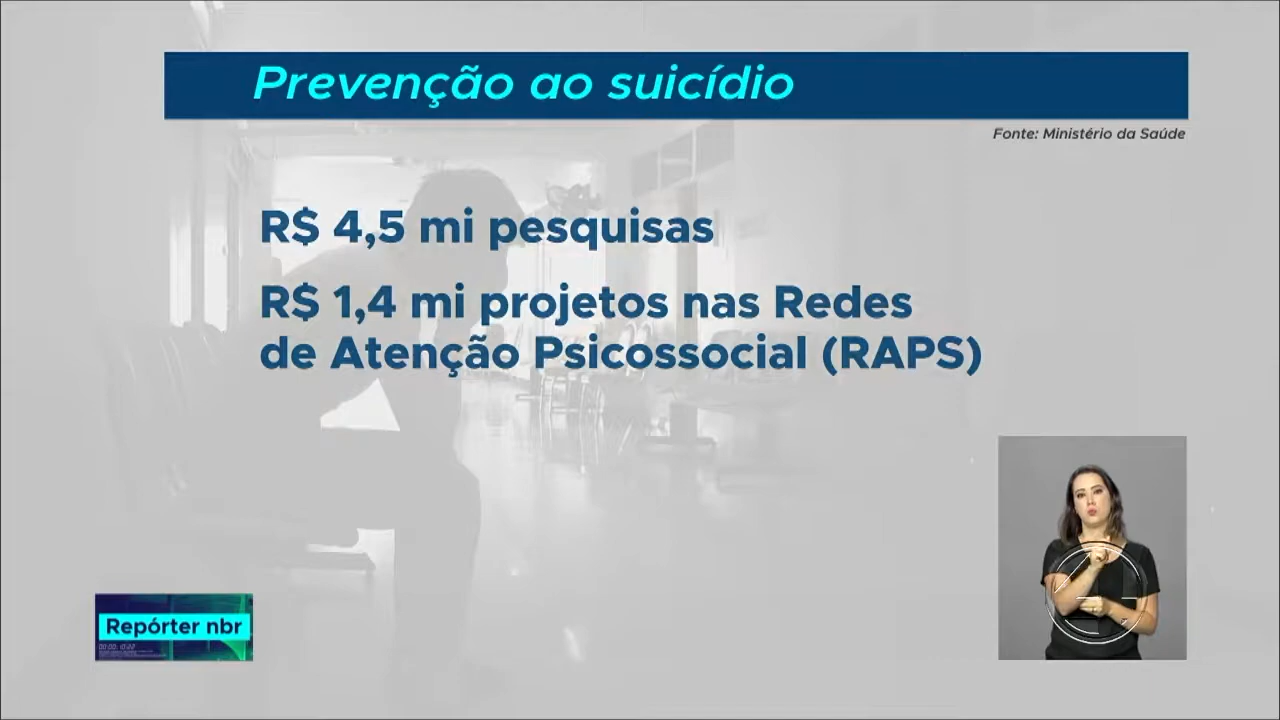 Prevenção ao suicídio
Fonte: Ministério da Saúde
R$ 4,5 mi pesquisas
R$ 1,4 mi projetos nas Redes
de Atenção Psicossocial (RAPS)
Repórter nbr